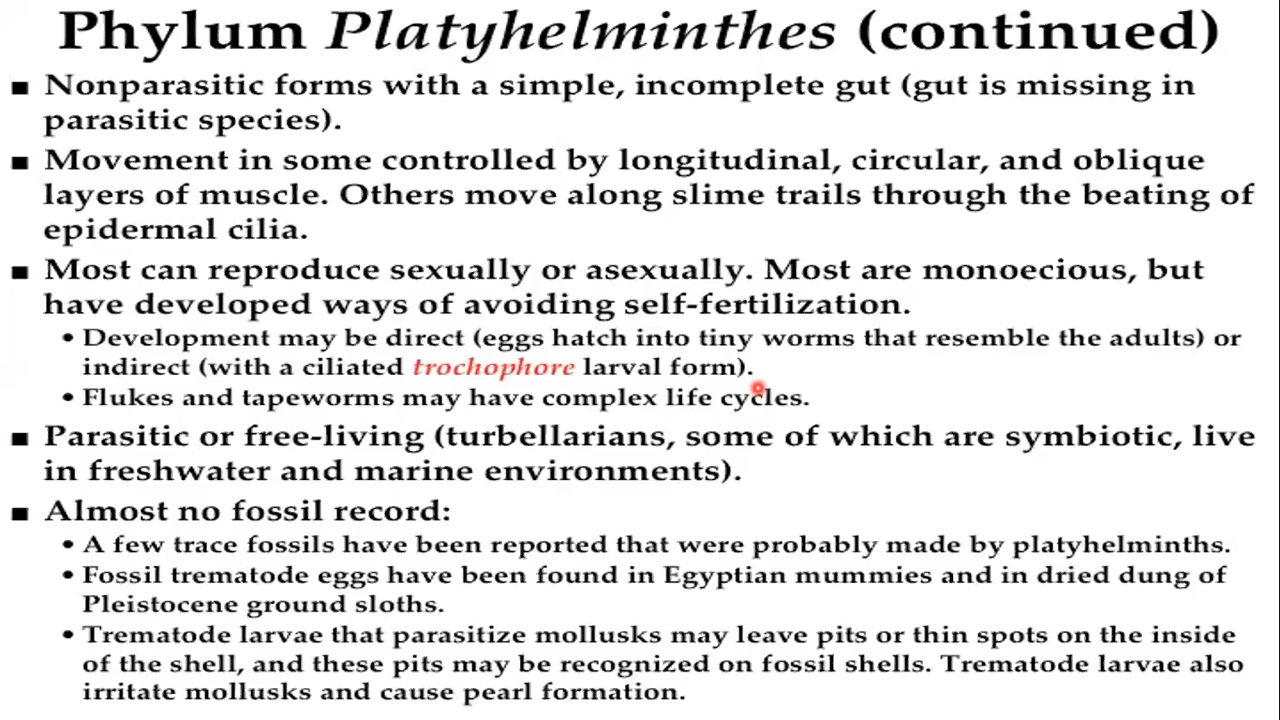 Phylum Platyhelminthes (continued)
▪ Nonparasitic forms with a simple, incomplete gut (gut is missing in
parasitic species).
▪ Movement in some controlled by longitudinal, circular, and oblique
layers of muscle. Others move along slime trails through the beating of
epidermal cilia.
▪ Most can reproduce sexually or asexually. Most are monoecious, but
have developed ways of avoiding self-fertilization.
• Development may be direct (eggs hatch into tiny worms that resemble the adults) or
indirect (with a ciliated trochophore larval form).
• Flukes and tapeworms may have complex life cycles.
▪ Parasitic or free-living (turbellarians, some of which are symbiotic, live
in freshwater and marine environments).
▪ Almost no fossil record:
• A few trace fossils have been reported that were probably made by platyhelminths.
• Fossil trematode eggs have been found in Egyptian mummies and in dried dung of
Pleistocene ground sloths.
• Trematode larvae that parasitize mollusks may leave pits or thin spots on the inside
of the shell, and these pits may be recognized on fossil shells. Trematode larvae also
irritate mollusks and cause pearl formation.